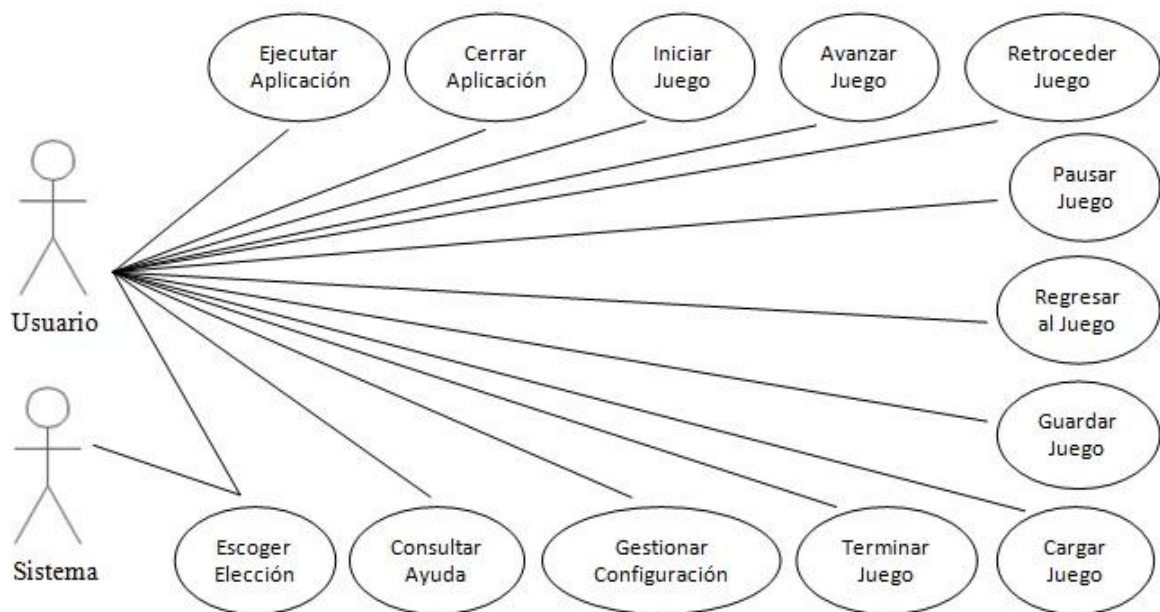 Ejecutar
Aplicación
Cerrar
Aplicación
Iniciar
Juego
Avanzar
Juego
Retroceder
Juego
Pausar
Juego
Usuario
Regresar
al Juego
Guardar
Juego
Sistema
Escoger
Elección
Consultar
Ayuda
Gestionar
Configuración
Terminar
Juego
Cargar
Juego